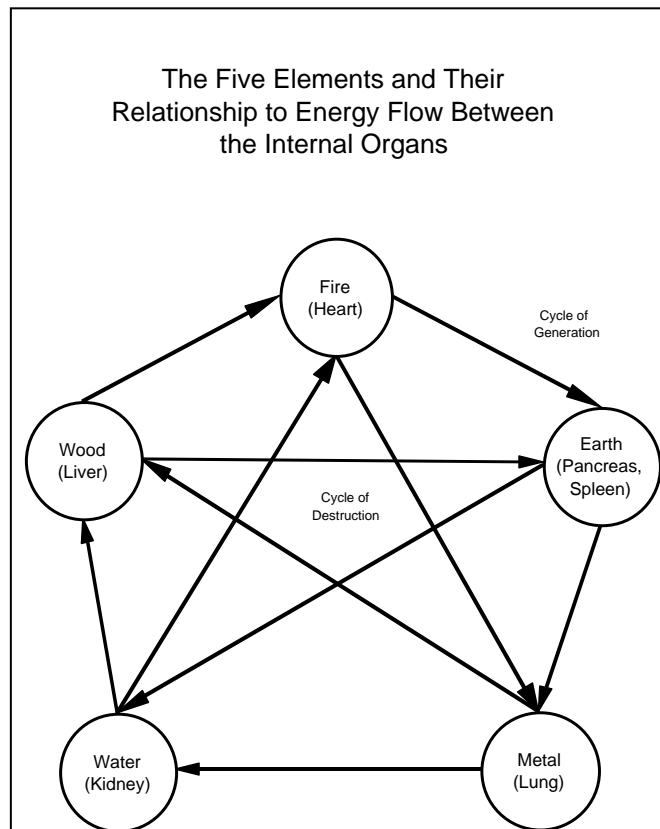 The Five Elements and Their
Relationship to Energy Flow Between
the Internal Organs
Fire
(Heart)
Cycle of
Generation
Wood
(Liver)
Earth
(Pancreas,
Spleen)
Cycle of
Destruction
Water
(Kidney)
Metal
(Lung)